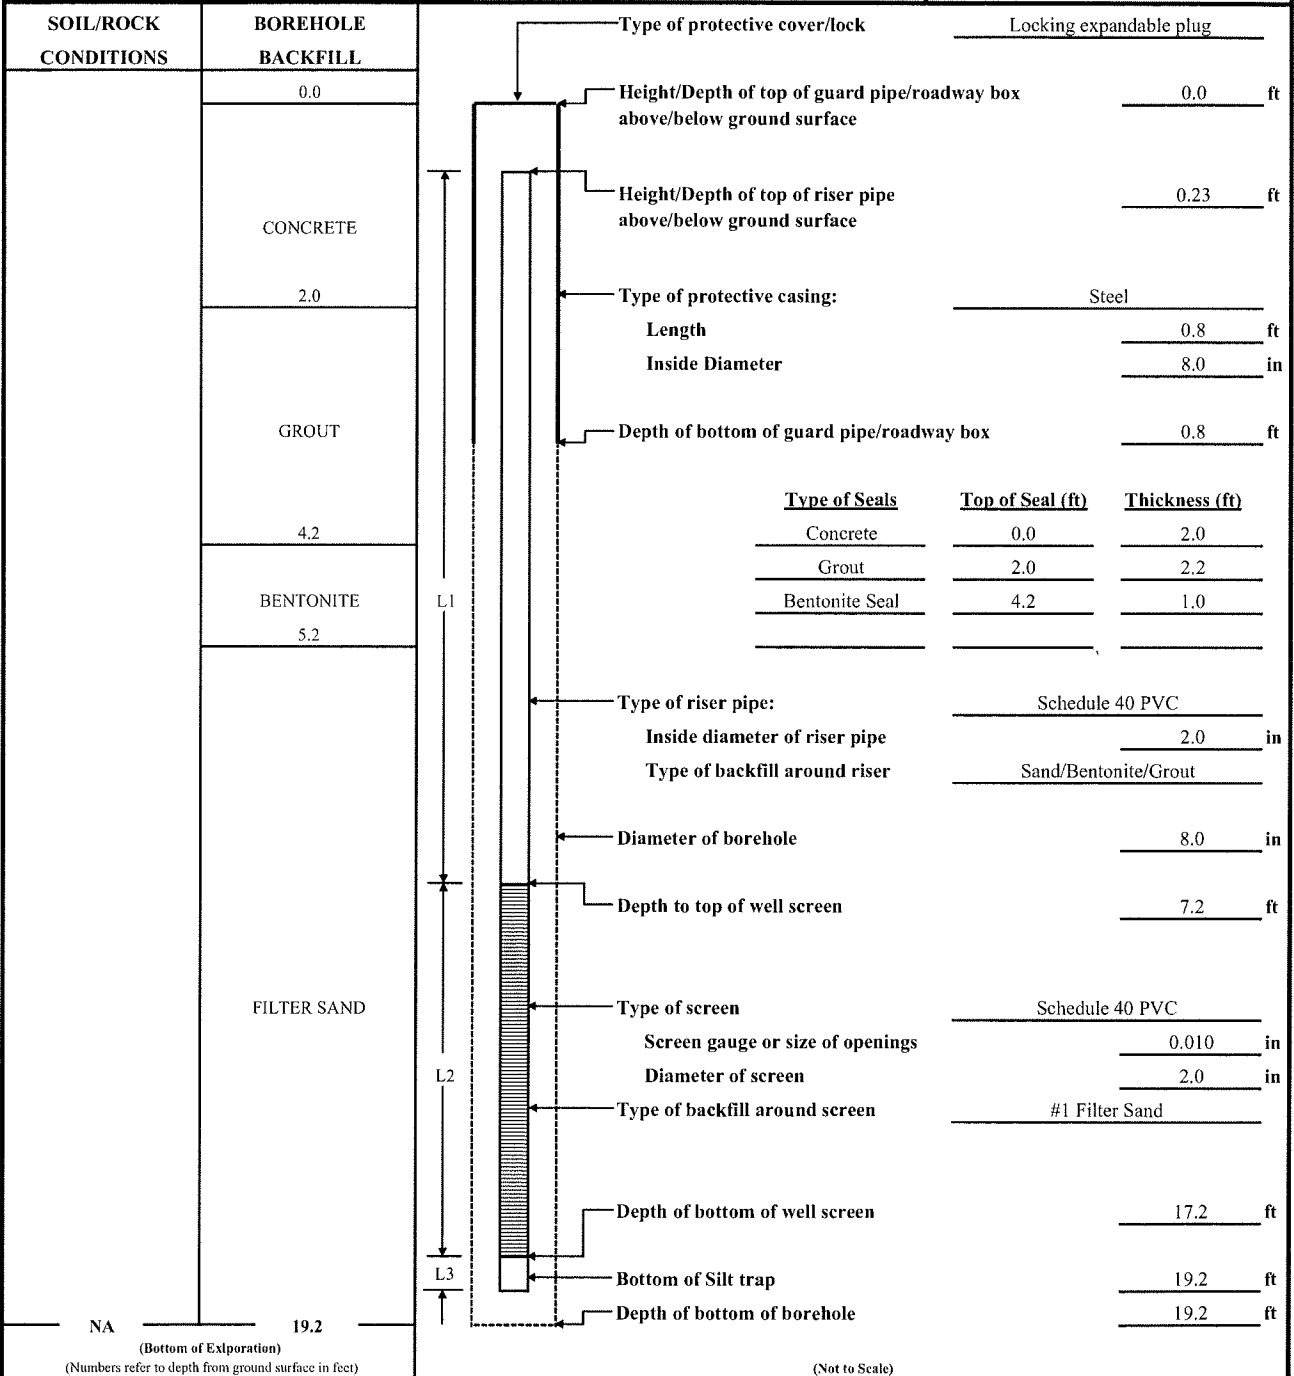 SOIL/ROCK
CONDITIONS
BOREHOLE
BACKFILL
0.0
CONCRETE
2.0
GROUT
4.2
BENTONITE
5.2
FILTER SAND
NA
19.2
(Bottom of Exlporation)
(Numbers refer to depth from ground surface in feet)
L1
L2
L3
Type of protective cover/lock Locking expandable plug
Height/Depth of top of guard pipe/roadway box 0.0 ft
above/below ground surface
Height/Depth of top of riser pipe 0.23 ft
above/below ground surface
Type of protective casing: Steel
Length 0.8 ft
Inside Diameter 8.0 in
Depth of bottom of guard pipe/roadway box 0.8 ft
Type of Seals Top of Seal (ft) Thickness (ft)
Concrete 0.0 2.0
Grout 2.0 2.2
Bentonite Seal 4.2 1.0
Type of riser pipe: Schedule 40 PVC
Inside diameter of riser pipe 2.0 in
Type of backfill around riser Sand/Bentonite/Grout
Diameter of borehole 8.0 in
Depth to top of well screen 7.2 ft
Type of screen Schedule 40 PVC
Screen gauge or size of openings 0.010 in
Diameter of screen 2.0 in
Type of backfill around screen #1 Filter Sand
Depth of bottom of well screen 17.2 ft
Bottom of Silt trap 19.2 ft
Depth of bottom of borehole 19.2 ft
(Not to Scale)